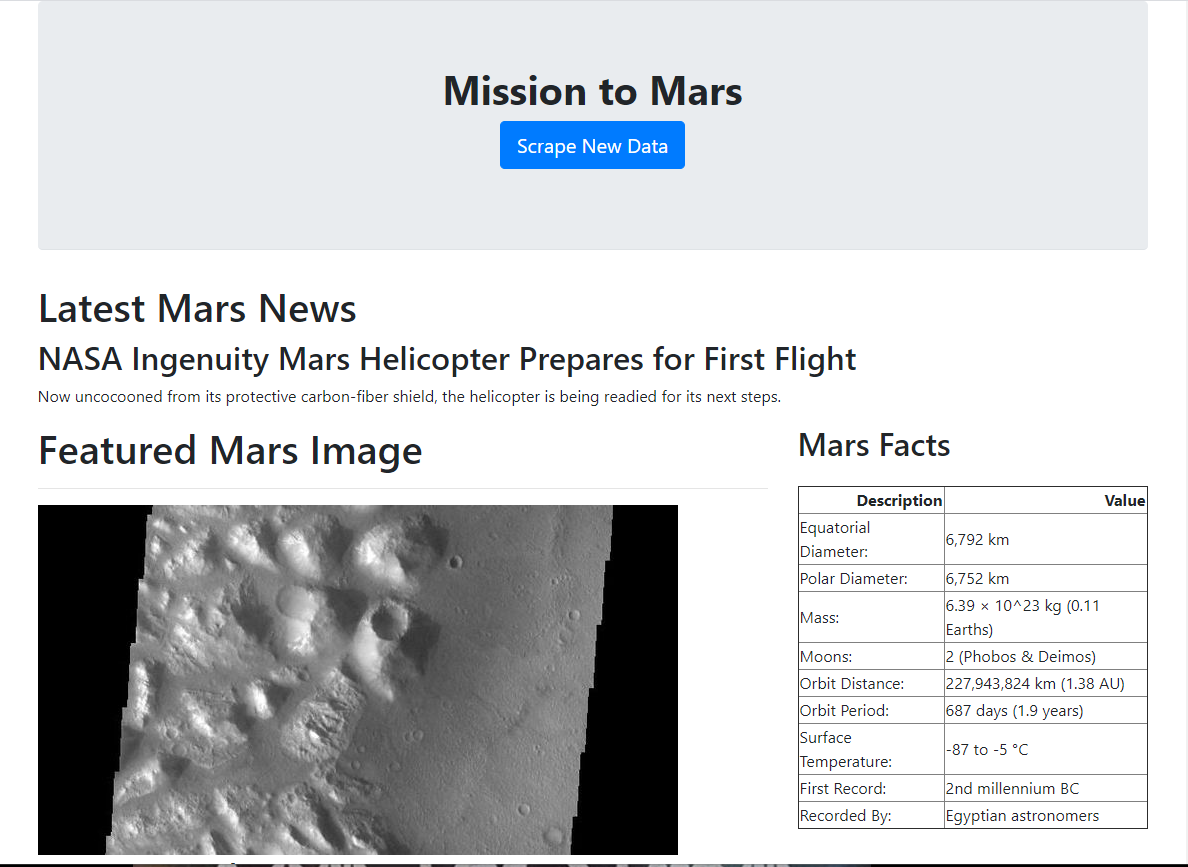 Mission to Mars
Scrape New Data
Latest Mars News
NASA Ingenuity Mars Helicopter Prepares for First Flight
Now uncocooned from its protective carbon-fiber shield, the helicopter is being readied for its next steps.
Featured Mars Image
Mars Facts
Description Value
Equatorial
Diameter: 6,792 km
Polar Diameter: 6,752 km
Mass: 6.39 × 10^23 kg (0.11
Earths)
Moons: 2 (Phobos & Deimos)
Orbit Distance: 227,943,824 km (1.38 AU)
Orbit Period: 687 days (1.9 years)
Surface
Temperature: -87 to -5 °C
First Record: 2nd millennium BC
Recorded By: Egyptian astronomers